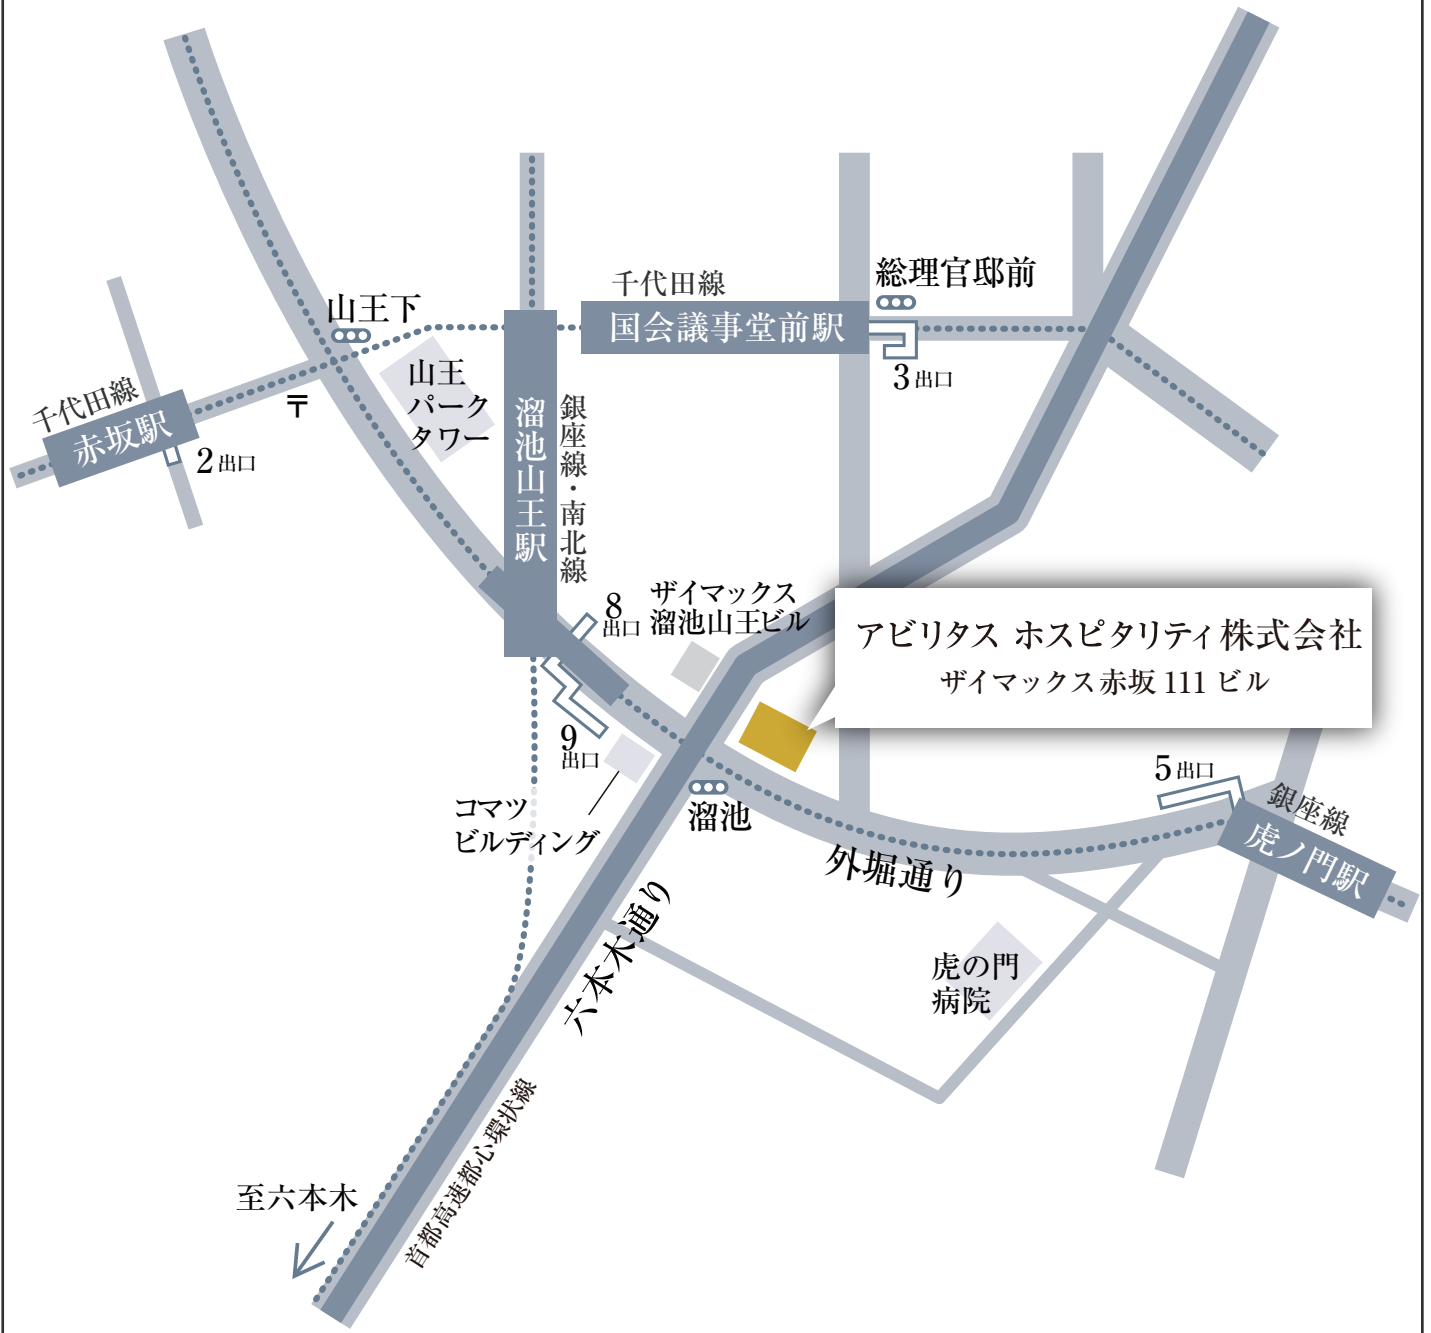 総理官邸前
千代田線
国会議事堂前駅
3出口
山王下
山王
パーク
タワー
千代田線
赤坂駅
2出口
〒
溜池山王駅
銀座線・南北線
8
出口
ザイマックス
溜池山王ビル
アビリタス ホスピタリティ株式会社
ザイマックス赤坂 111 ビル
9
出口
コマツ
ビルディング
溜池
外堀通り
5出口
銀座線
虎ノ門駅
六本木通り
虎の門
病院
首都高速都心環状線
至六本木